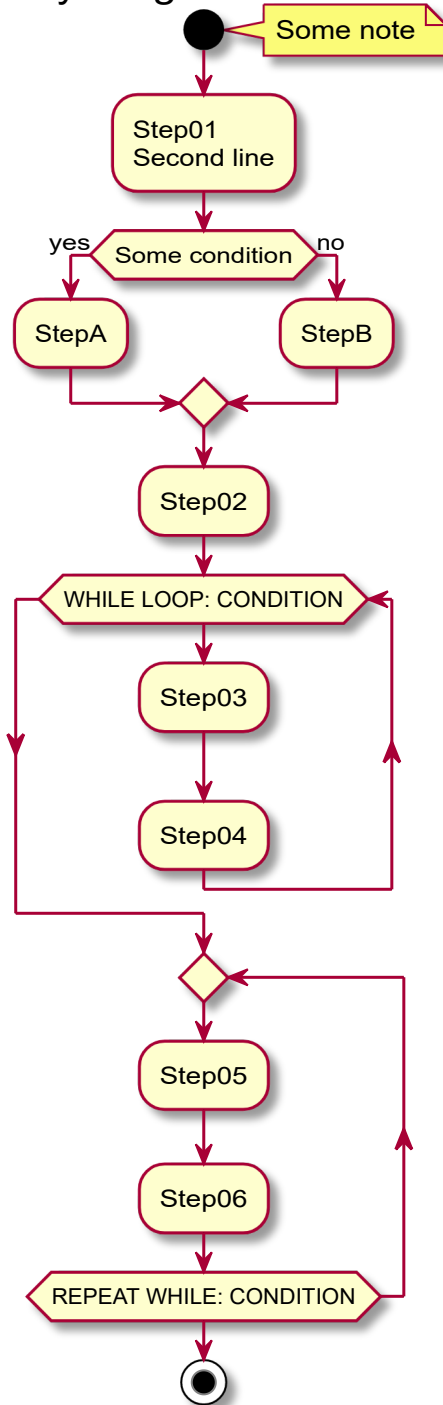 Some note
Step01
Second line
yes
Some condition
no
StepA
StepB
Step02
WHILE LOOP: CONDITION
Step03
Step04
Step05
Step06
REPEAT WHILE: CONDITION